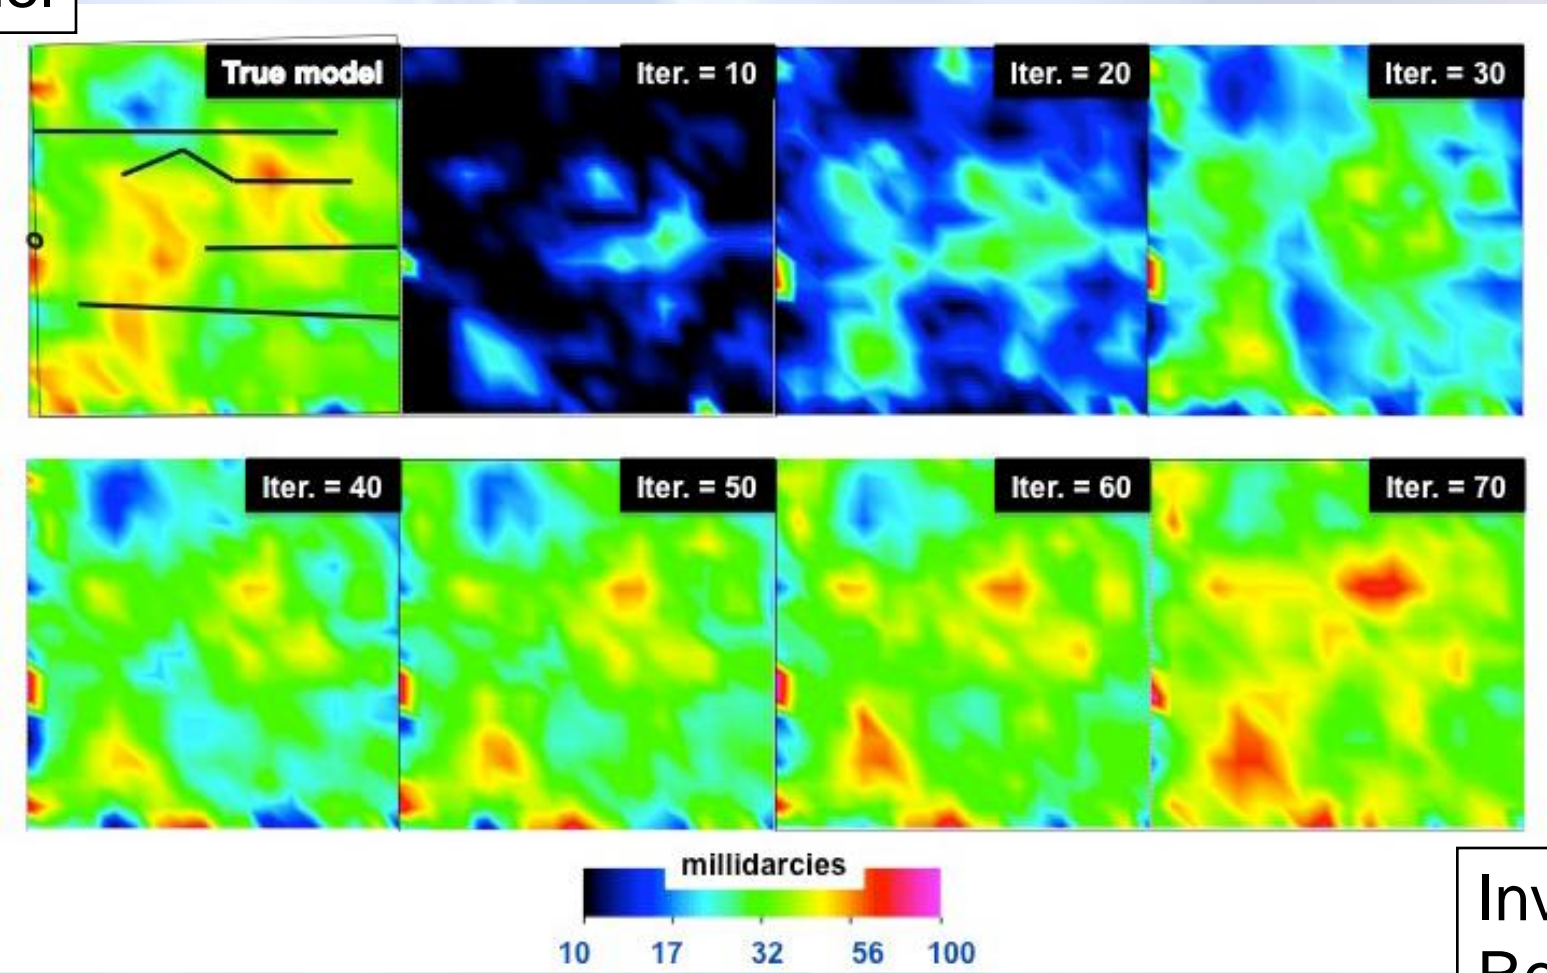 True model
Iter. = 10
Iter. = 20
Iter. = 30
Iter. = 40
Iter. = 50
Iter. = 60
Iter. = 70
millidarcies
10 17 32 56 100
Inv